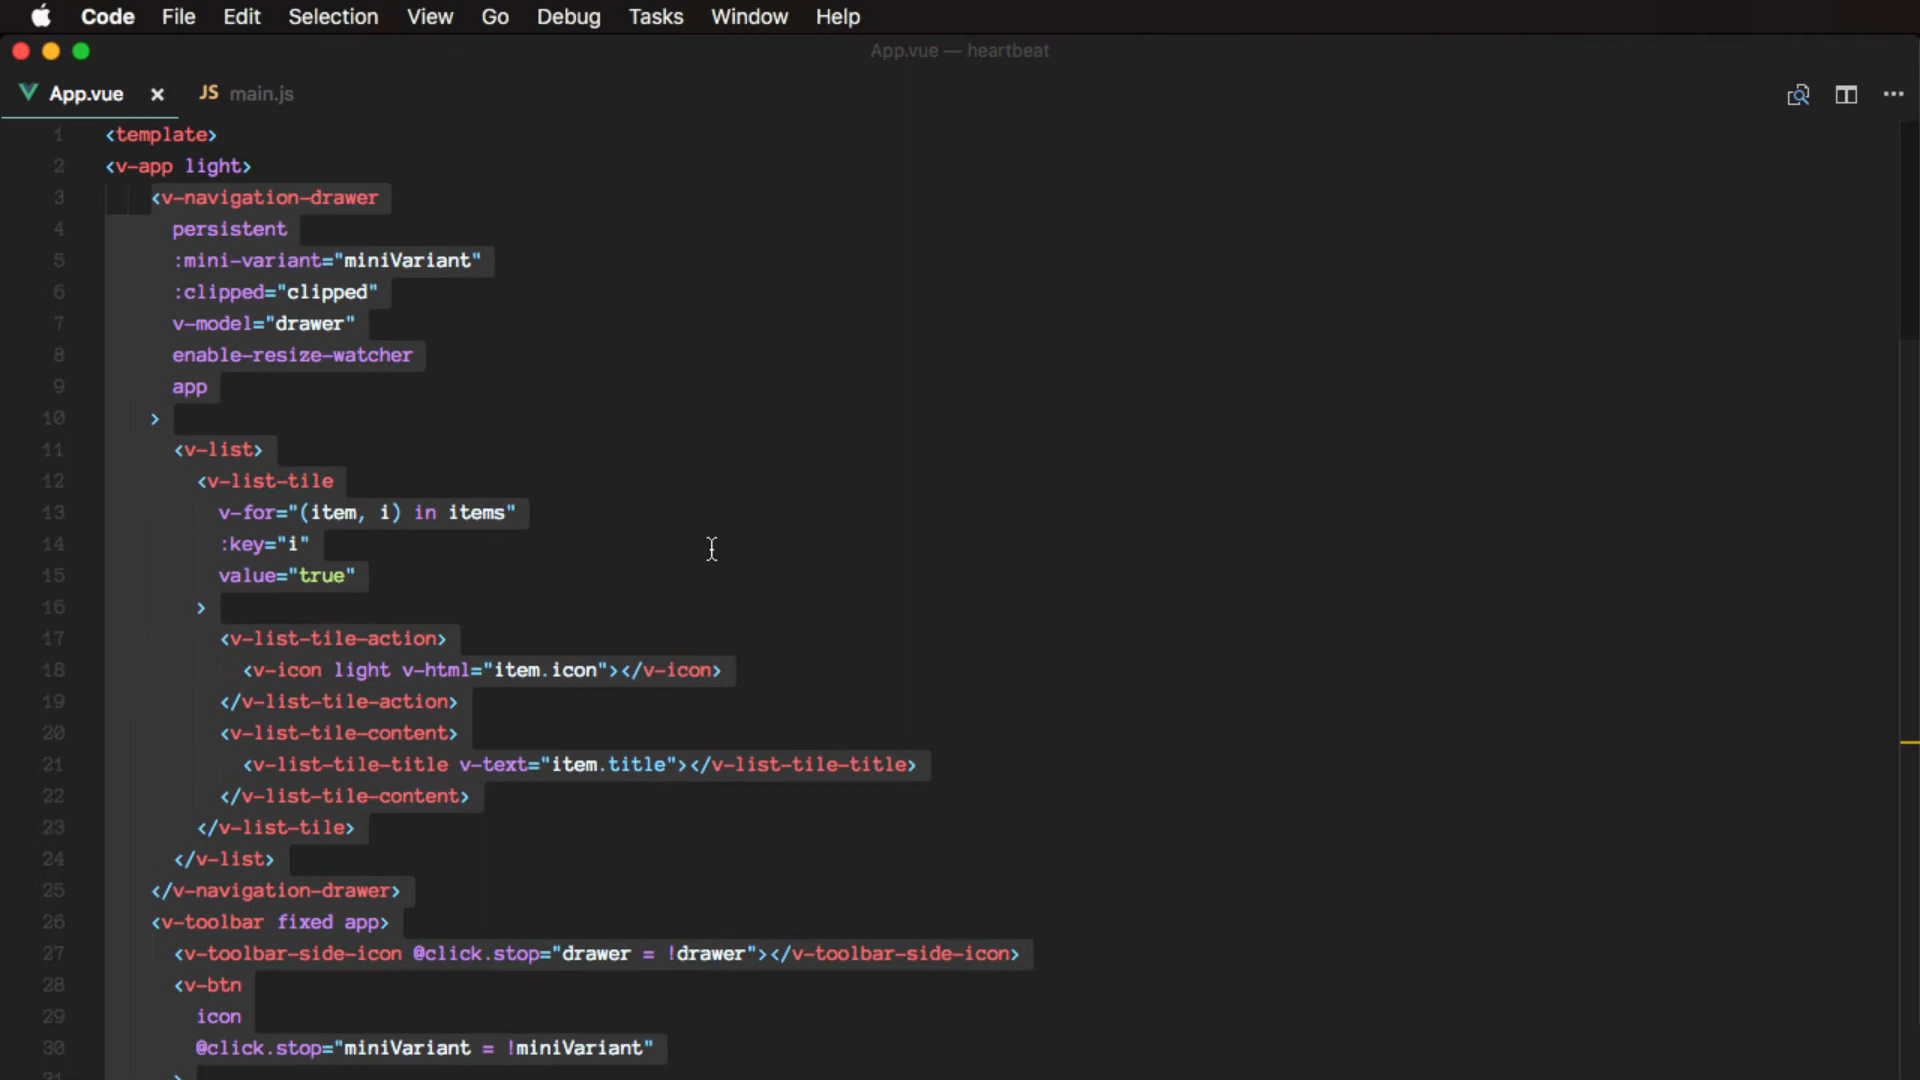 Code File Edit Selection View Go Debug Tasks Window Help
App.vue — heartbeat
App.vue × JS main.js
1 <template>
2 <v-app light>
3 <v-navigation-drawer
4 persistent
5 :mini-variant="miniVariant"
6 :clipped="clipped"
7 v-model="drawer"
8 enable-resize-watcher
9 app
10 >
11 <v-list>
12 <v-list-tile
13 v-for="(item, i) in items"
14 :key="i"
15 value="true"
16 >
17 <v-list-tile-action>
18 <v-icon light v-html="item.icon"></v-icon>
19 </v-list-tile-action>
20 <v-list-tile-content>
21 <v-list-tile-title v-text="item.title"></v-list-tile-title>
22 </v-list-tile-content>
23 </v-list-tile>
24 </v-list>
25 </v-navigation-drawer>
26 <v-toolbar fixed app>
27 <v-toolbar-side-icon @click.stop="drawer = !drawer"></v-toolbar-side-icon>
28 <v-btn
29 icon
30 @click.stop="miniVariant = !miniVariant"